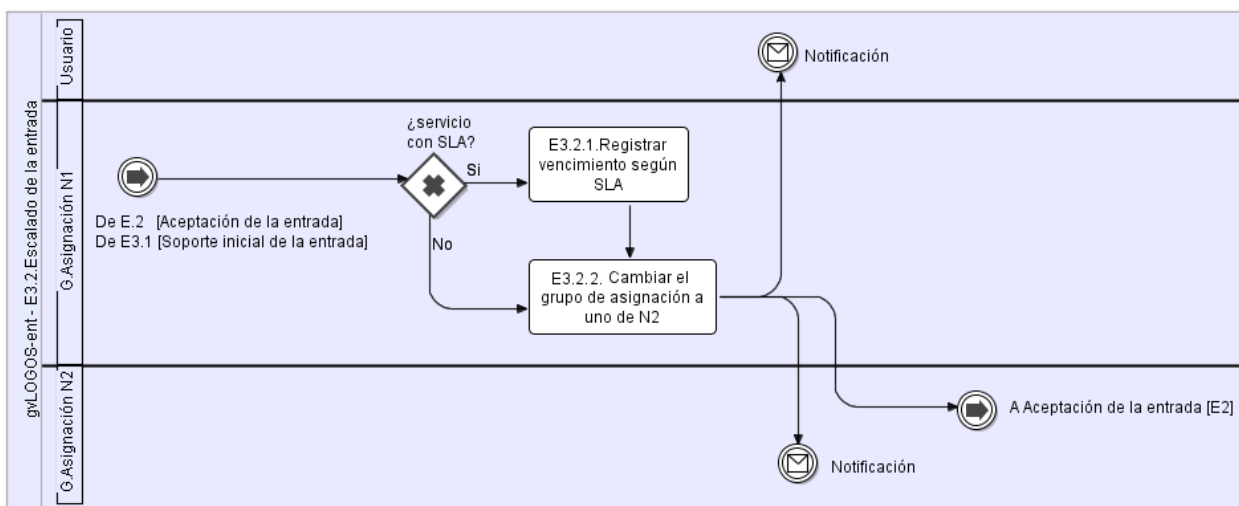 gvLOGOS-ent - E3.2.Escalado de la entrada
Usuario
Notificación
G.Asignación N1
¿servicio
con SLA?
Si
E3.2.1.Registrar
vencimiento según
SLA
De E.2 [Aceptación de la entrada]
De E3.1 [Soporte inicial de la entrada]
No
E3.2.2. Cambiar el
grupo de asignación a
uno de N2
G.Asignación N2
A Aceptación de la entrada [E2]
Notificación